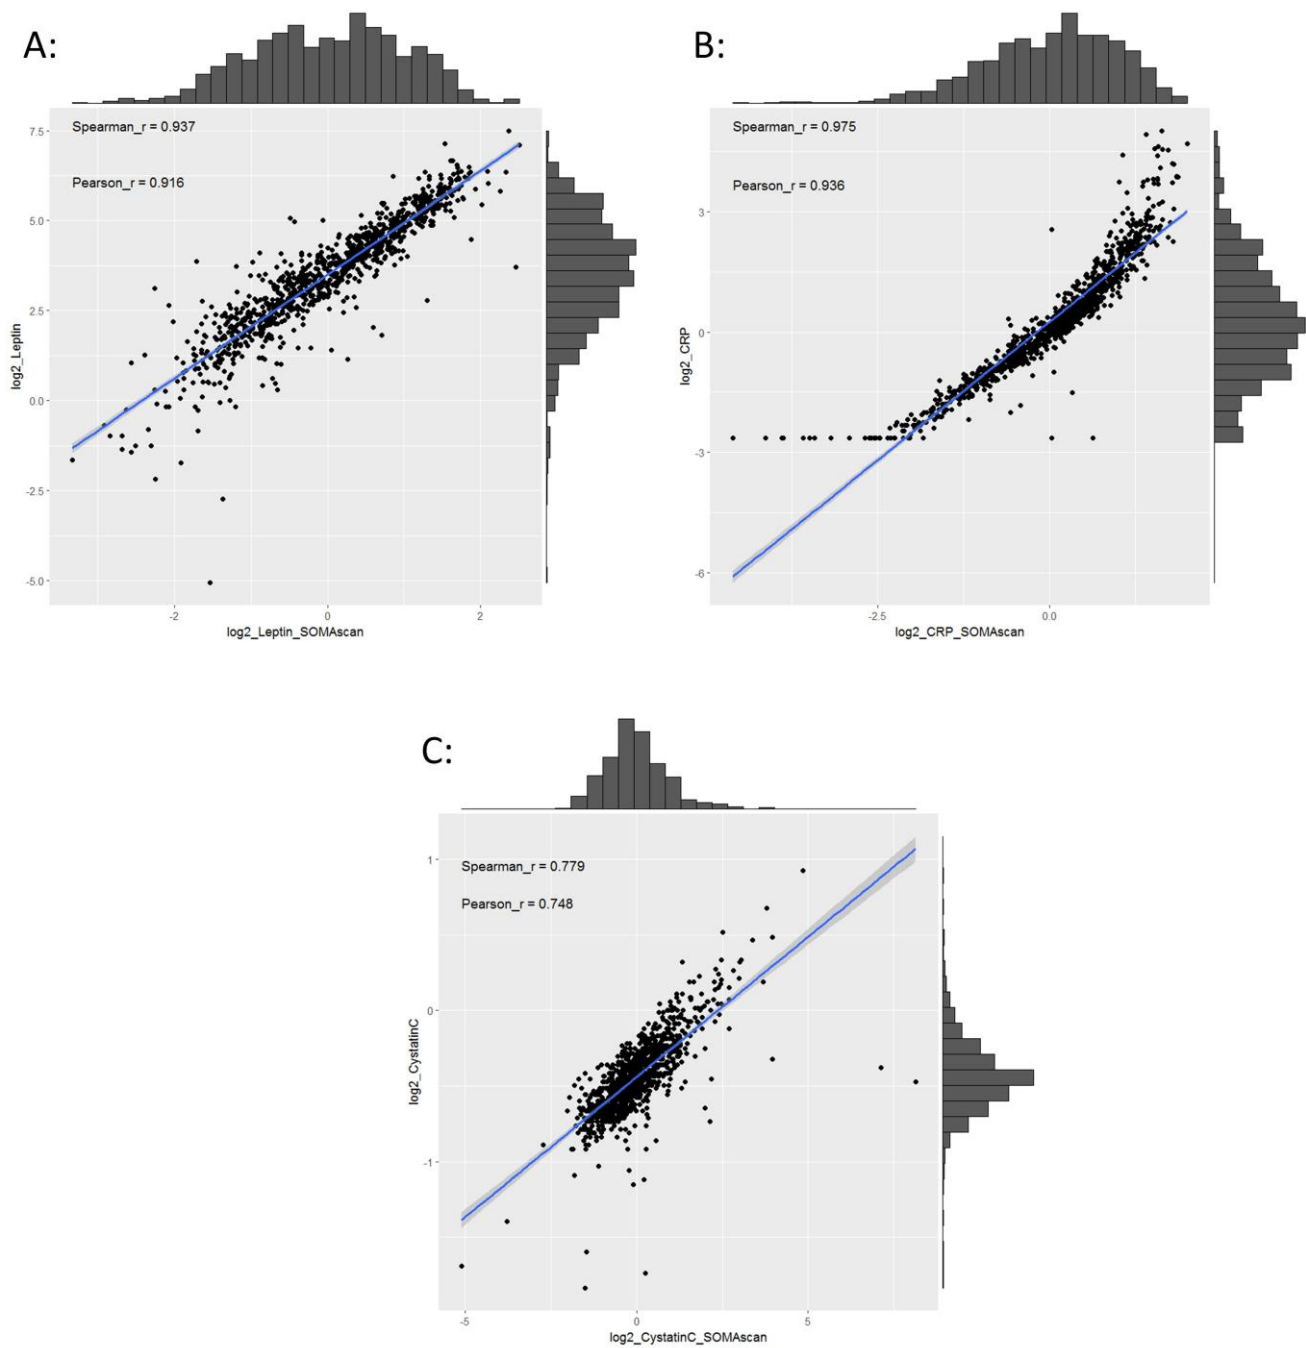 A:
Spearman_r = 0.937
Pearson_r = 0.916
7.5
5.0
2.5
0.0
-2.5
-5.0
log2_Leptin
-2
0
2
log2_Leptin_SOMAscan
B:
Spearman_r = 0.975
Pearson_r = 0.936
3
0
-3
-6
log2_CRP
-2.5
0.0
log2_CRP_SOMAscan
C:
Spearman_r = 0.779
Pearson_r = 0.748
1
0
-1
log2_CystatinC
-5
0
5
log2_CystatinC_SOMAscan